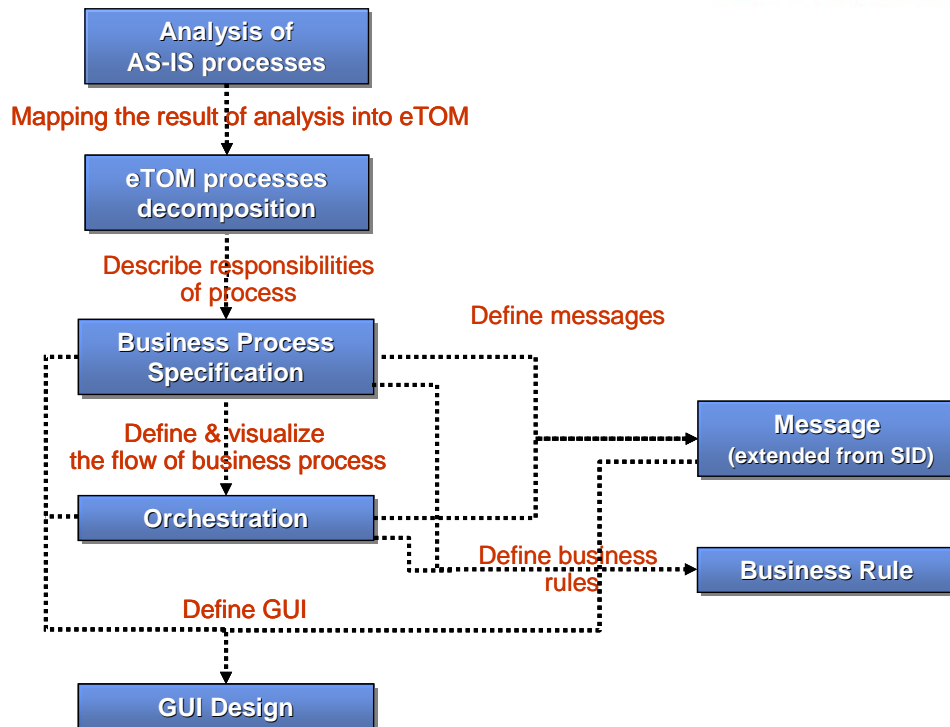 Analysis of
AS-IS processes
Mapping the result of analysis into eTOM
eTOM processes
decomposition
Describe responsibilities
of process
Define messages
Business Process
Specification
Message
(extended from SID)
Define & visualize
the flow of business process
Orchestration
Define business
rules
Business Rule
Define GUI
GUI Design